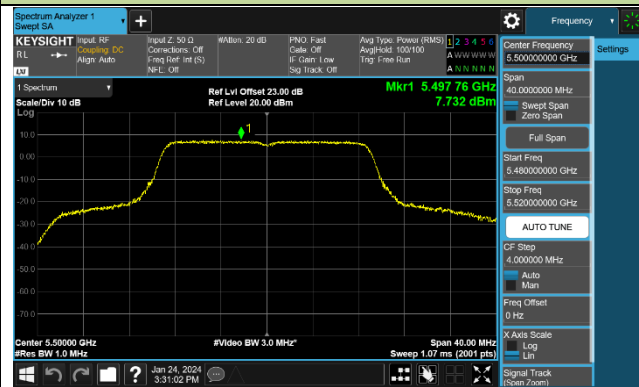 Spectrum Analyzer 1
Swept SA
Frequency
KEYSIGHT
Input: RF
Input Z: 50 Ω
#Atten: 20 dB
PNO: Fast
Avg Type: Power (RMS)
1 2 3 4 5 6
RL
Coupling: DC
Corrections: Off
Gate: Off
Avg|Hold: 100/100
A W W W W W
Align: Auto
Freq Ref: Int (S)
IF Gain: Low
Trig: Free Run
LXI
NFE: Off
Sig Track: Off
A N N N N N
1 Spectrum
Scale/Div 10 dB
Ref Lvl Offset 23.00 dB
Ref Level 20.00 dBm
Mkr1 5.497 76 GHz
7.732 dBm
Log
10.0
0.00
-10.0
-20.0
-30.0
-40.0
-50.0
-60.0
-70.0
1
Center 5.50000 GHz
#Video BW 3.0 MHz*
Span 40.00 MHz
#Res BW 1.0 MHz
Sweep 1.07 ms (2001 pts)
Jan 24, 2024
3:31:02 PM
Center Frequency
5.500000000 GHz
Settings
Span
40.0000000 MHz
Swept Span
Zero Span
Full Span
Start Freq
5.480000000 GHz
Stop Freq
5.520000000 GHz
AUTO TUNE
CF Step
4.000000 MHz
Auto
Man
Freq Offset
0 Hz
X Axis Scale
Log
Lin
Signal Track
(Span Zoom)